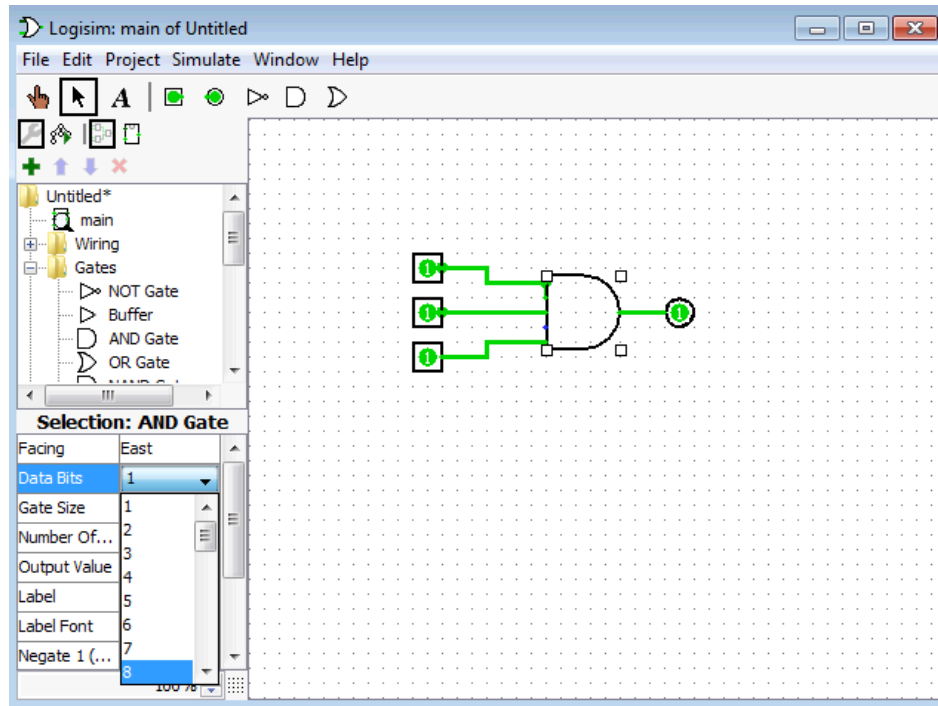 Logisim: main of Untitled
File Edit Project Simulate Window Help
A
Untitled*
main
Wiring
Gates
NOT Gate
Buffer
AND Gate
OR Gate
1
1
1
1
Selection: AND Gate
Facing East
Data Bits 1
Gate Size 1
2
Number Of... 3
Output Value 4
Label 5
Label Font 6
Negate 1 (... 7
8
100 %